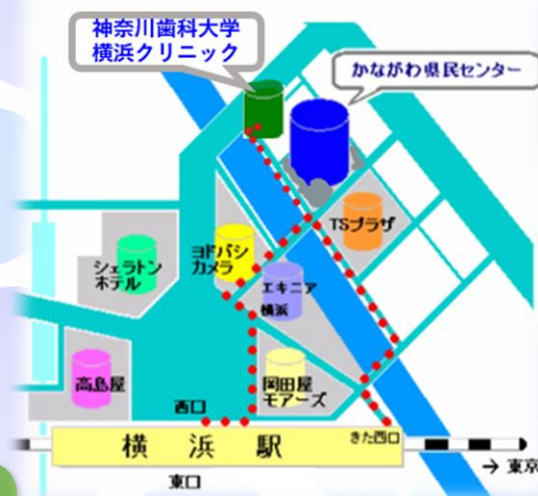 神奈川歯科大学
横浜クリニック
かながわ県民センター
TSプラザ
ヨドバシ
カメラ
シェラトン
ホテル
エキニア
横浜
高島屋
岡田屋
モアーズ
西口
きた西口
横浜駅
→ 東京
東口